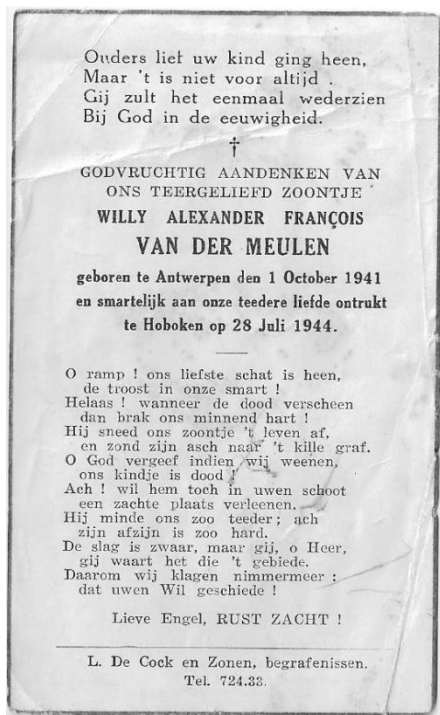 Ouders lief uw kind ging heen,
Maar 't is niet voor altijd .
Gij zult het eenmaal wederzien
Bij God in de eeuwigheid.
†
GODVRUCHTIG AANDENKEN VAN
ONS TEERGELIEFD ZOONTJE
WILLY ALEXANDER FRANÇOIS
VAN DER MEULEN
geboren te Antwerpen den 1 October 1941
en smartelijk aan onze teedere liefde ontrukt
te Hoboken op 28 Juli 1944.
O ramp ! ons liefste schat is heen,
de troost in onze smart !
Helaas ! wanneer de dood verscheen
dan brak ons minnend hart !
Hij sneed ons zoontje 't leven af,
en zond zijn asch naar 't kille graf.
O God vergeef indien wij weenen,
ons kindje is dood !
Ach ! wil hem toch in uwen schoot
een zachte plaats verleenen.
Hij minde ons zoo teeder ; ach
zijn afzijn is zoo hard.
De slag is zwaar, maar gij, o Heer,
gij waart het die 't gebiede.
Daarom wij klagen nimmermeer :
dat uwen Wil geschiede !
Lieve Engel, RUST ZACHT !
L. De Cock en Zonen, begrafenissen.
Tel. 724.33.